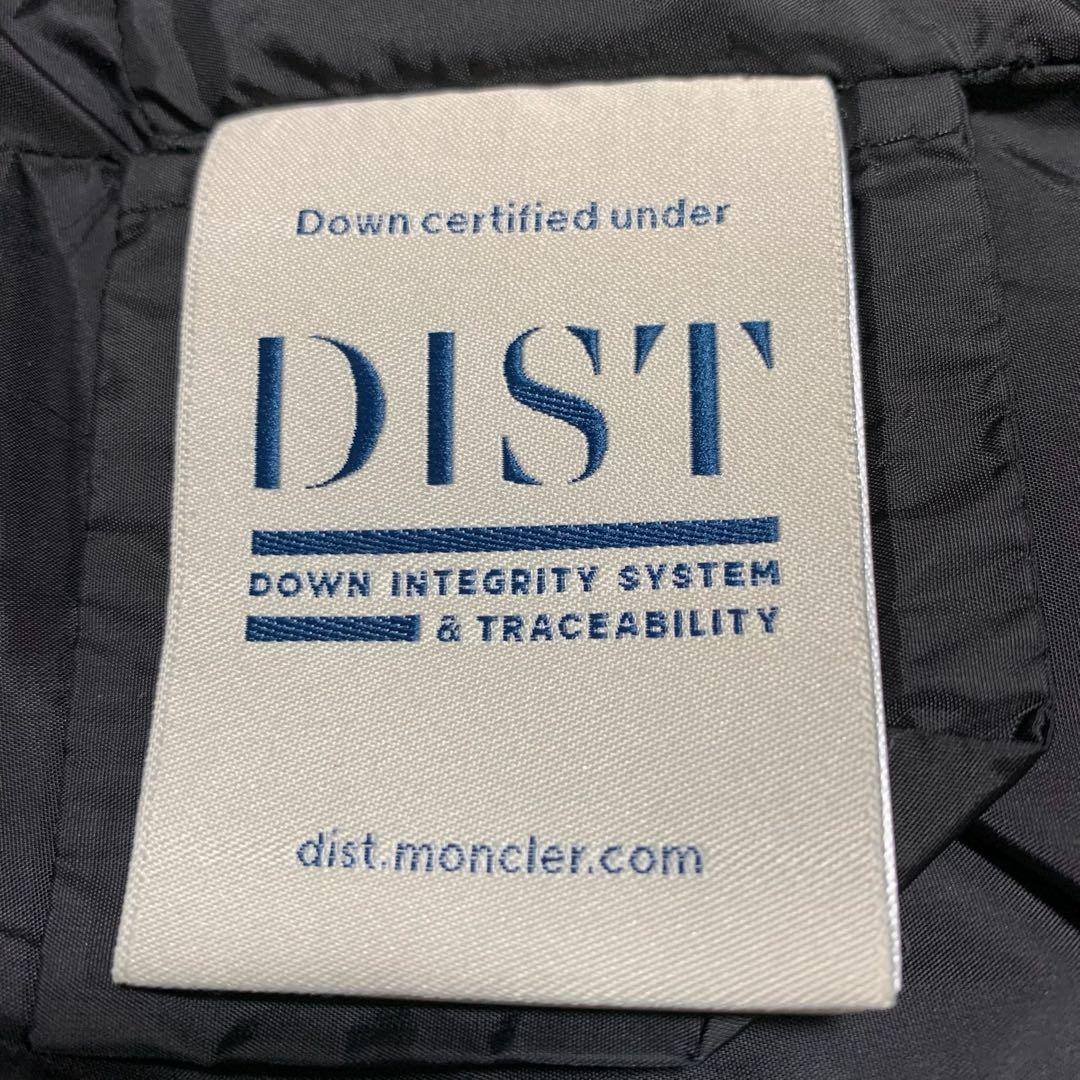 Down certified under
DIST
DOWN INTEGRITY SYSTEM
& TRACEABILITY
dist.moncler.com